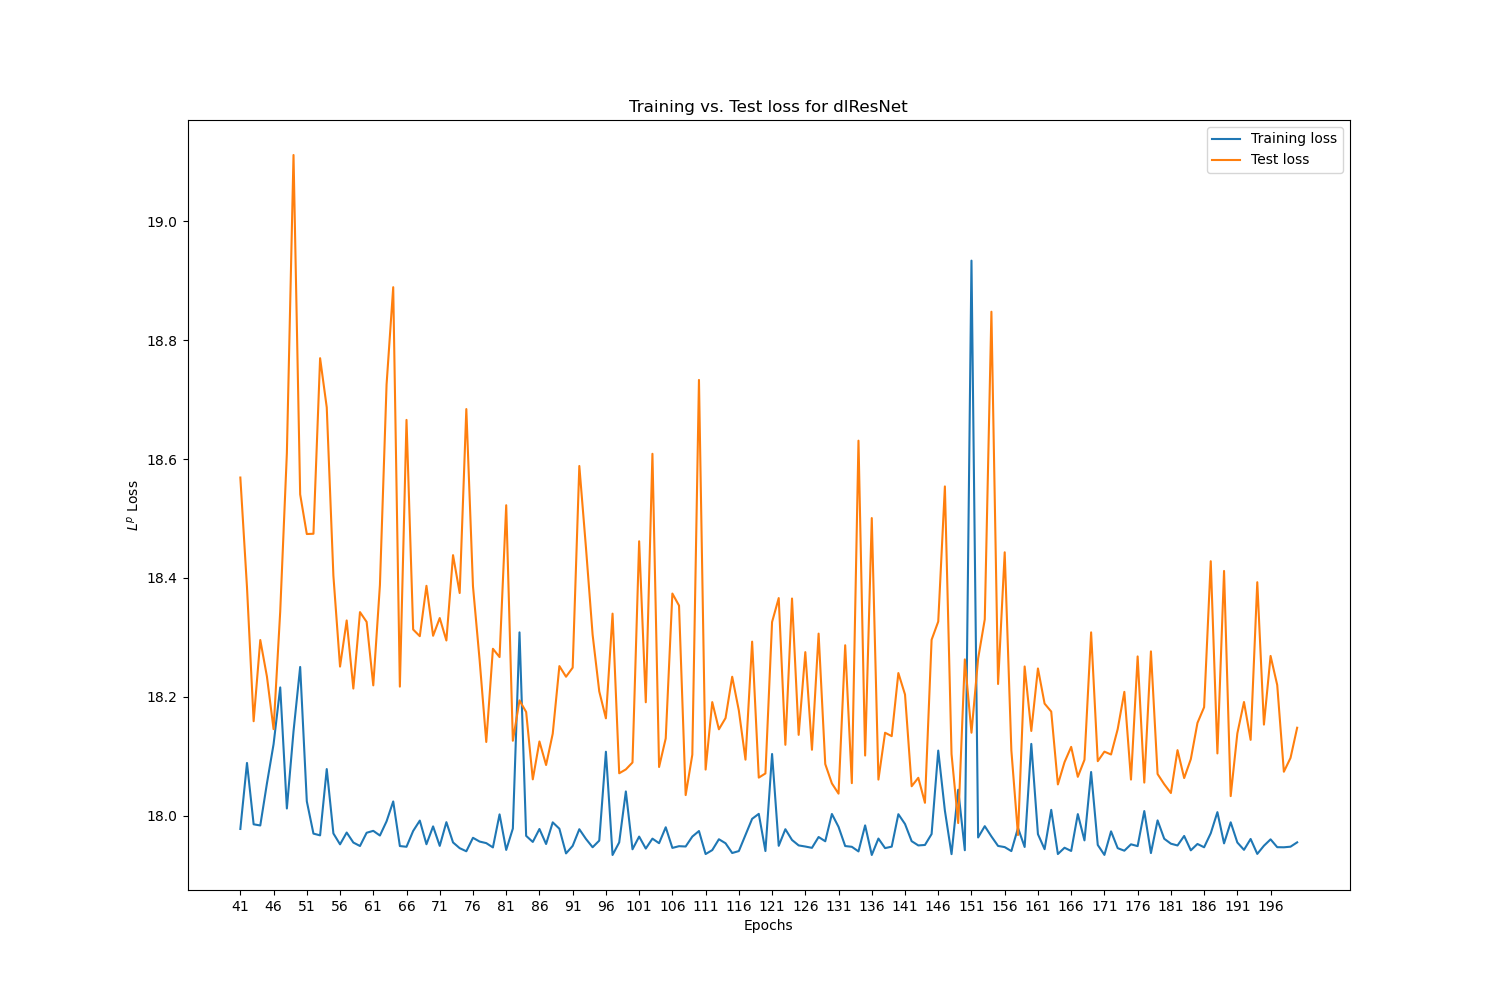 Training vs. Test loss for dlResNet
Training loss
Test loss
19.0
18.8
18.6
18.4
18.2
18.0
L^p Loss
41 46 51 56 61 66 71 76 81 86 91 96 101 106 111 116 121 126 131 136 141 146 151 156 161 166 171 176 181 186 191 196
Epochs